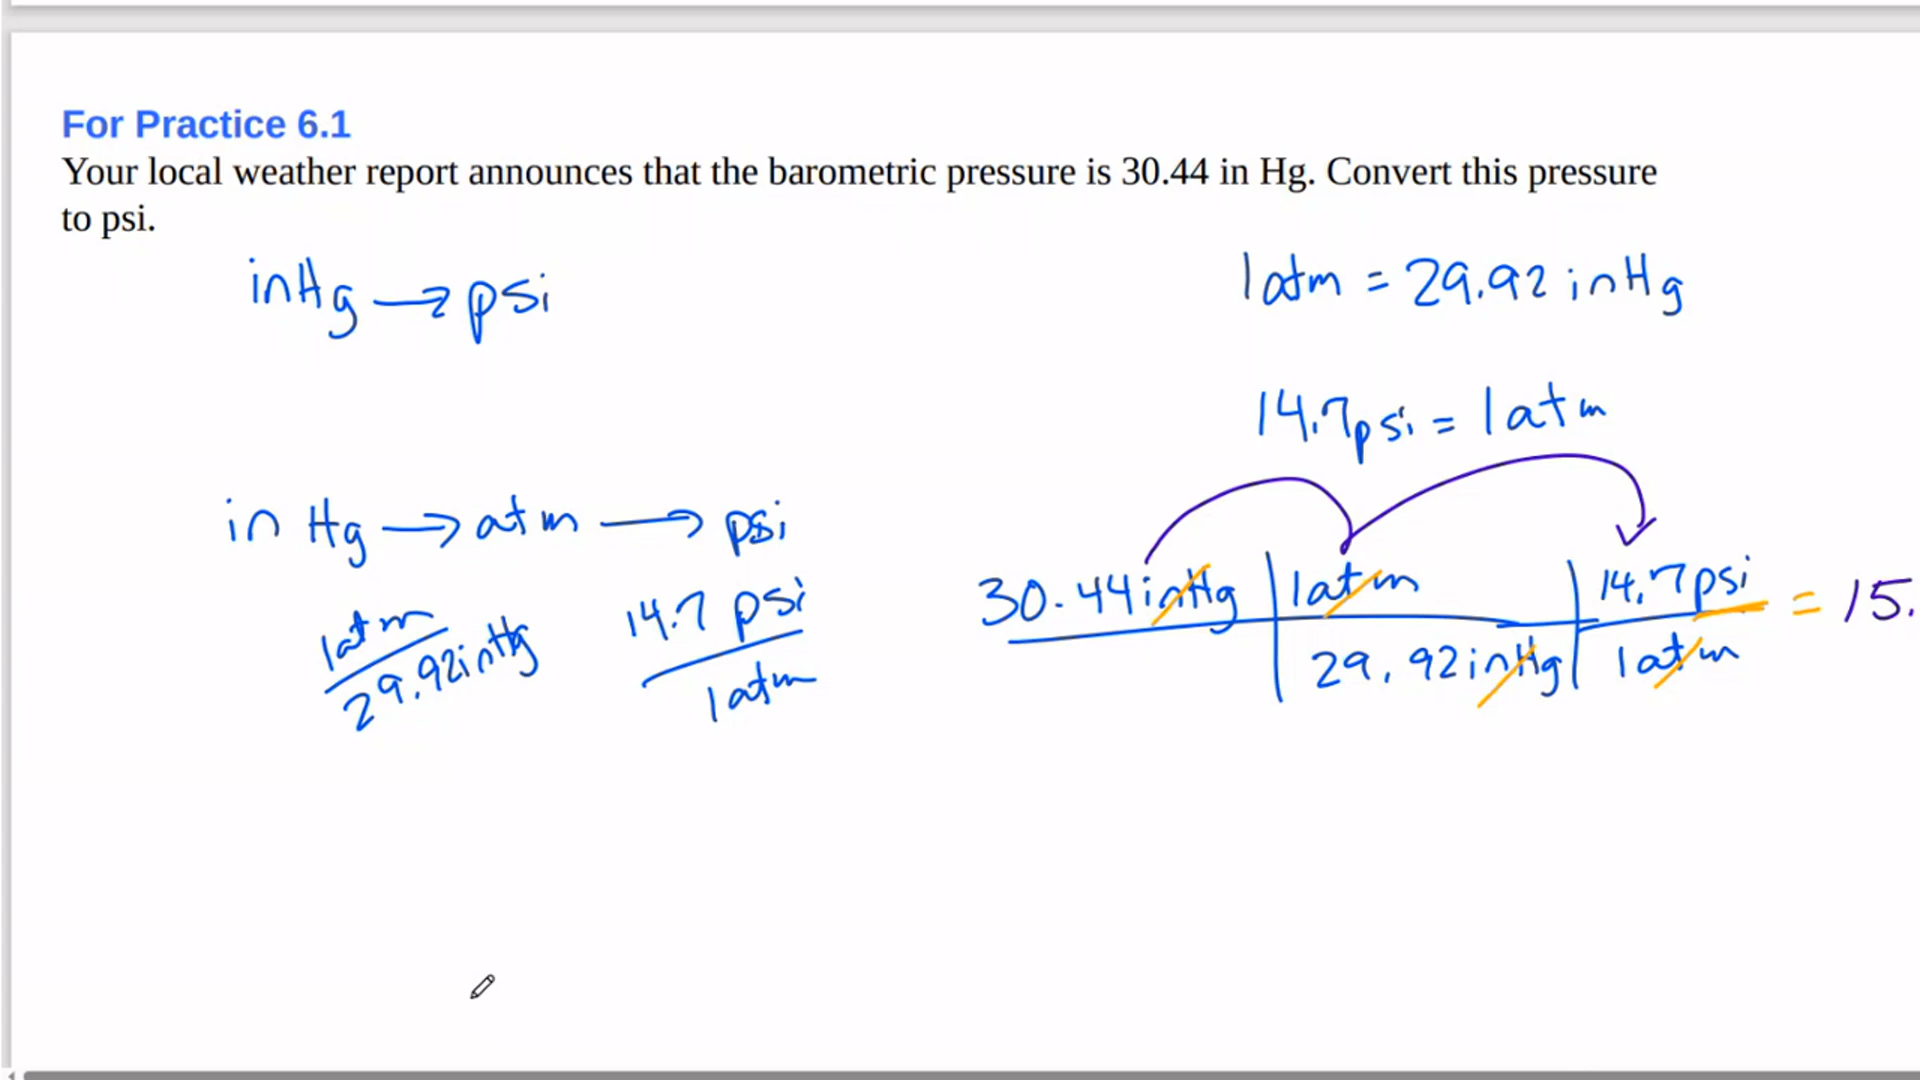 For Practice 6.1
Your local weather report announces that the barometric pressure is 30.44 in Hg. Convert this pressure
to psi.
inHg → psi
1atm = 29.92 inHg
14.7psi = 1atm
in Hg → atm → psi
1atm
29.92inHg
14.7 psi
1atm
30.44inHg | 1atm | 14.7psi = 15.
29.92inHg | 1atm